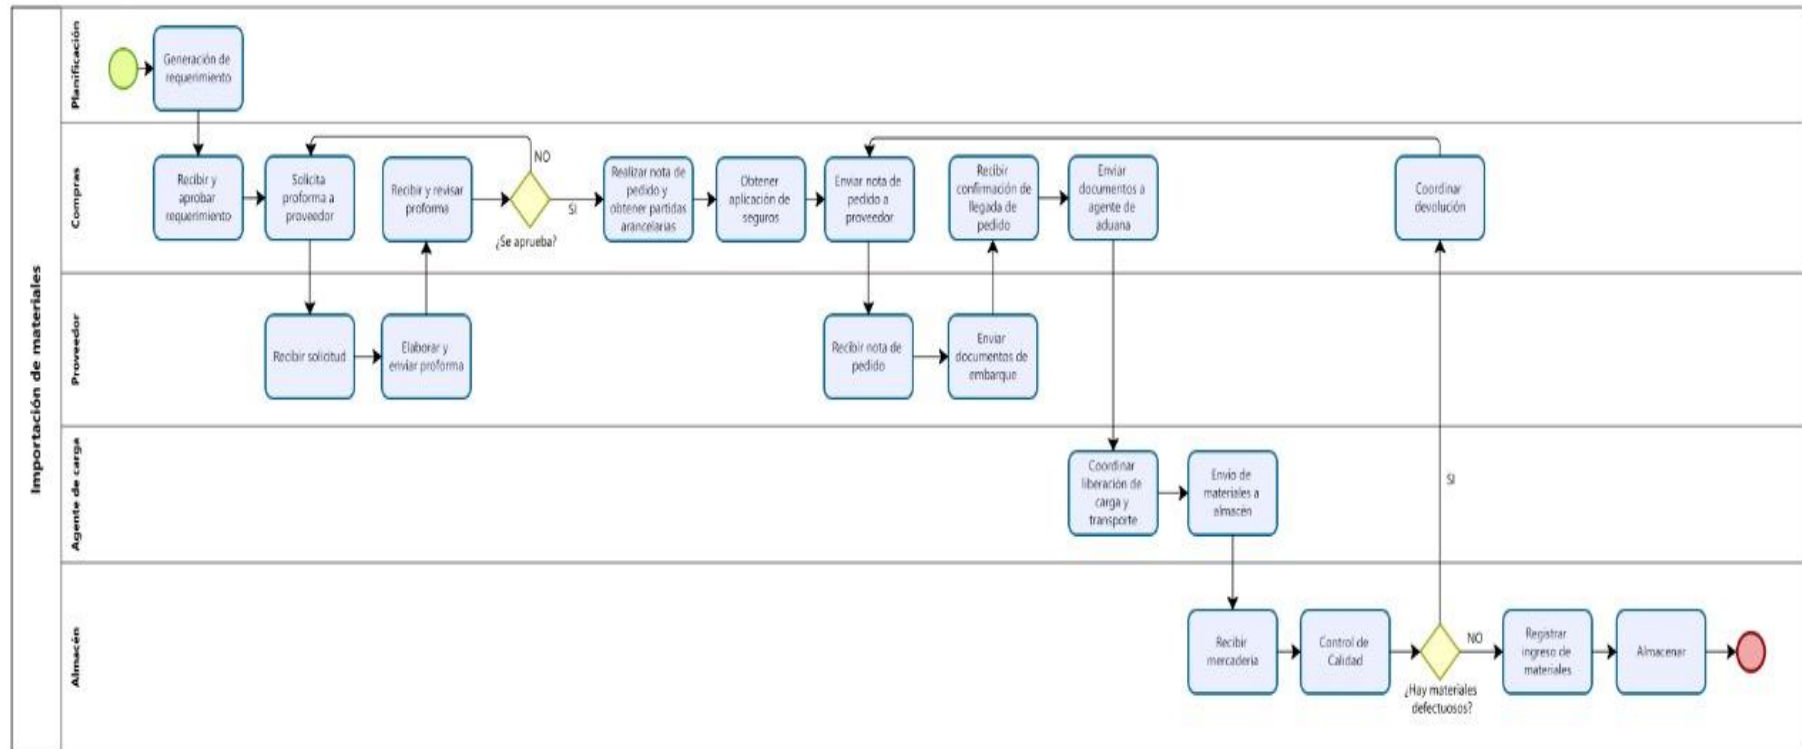 Importación de materiales
Planificación
Generación de
requerimiento
Compras
Recibir y
aprobar
requerimiento
Solicita
proforma a
proveedor
Recibir y revisar
proforma
NO
SI
¿Se aprueba?
Realizar nota de
pedido y
obtener partidas
arancelarias
Obtener
aplicación de
seguros
Enviar nota de
pedido a
proveedor
Recibir
confirmación de
llegada de
pedido
Enviar
documentos a
agente de
aduana
Coordinar
devolución
Proveedor
Recibir solicitud
Elaborar y
enviar proforma
Recibir nota de
pedido
Enviar
documentos de
embarque
Agente de carga
Coordinar
liberación de
carga y
transporte
Envio de
materiales a
almacén
SI
Almacén
Recibir
mercaderia
Control de
Calidad
¿Hay materiales
defectuosos?
NO
Registrar
ingreso de
materiales
Almacenar